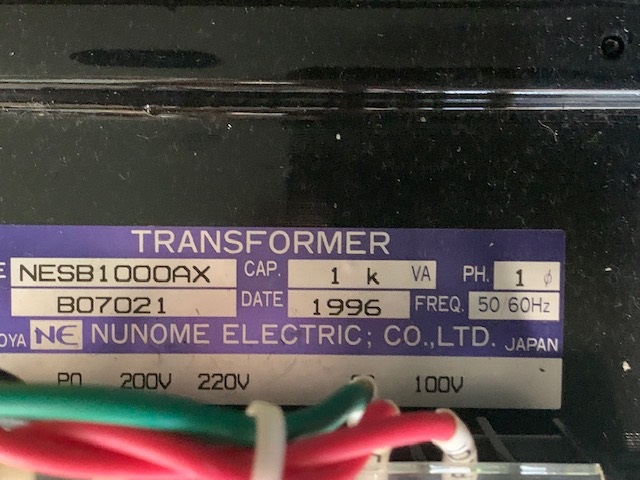 TRANSFORMER
E NESB1000AX CAP. 1 k VA PH. 1 ϕ
B07021 DATE 1996 FREQ. 50/60Hz
OYA NE NUNOME ELECTRIC; CO.,LTD. JAPAN
200V 220V 100V